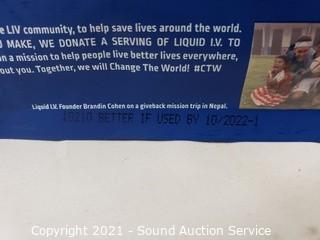 e LIV community, to help save lives around the world.
MAKE, WE DONATE A SERVING OF LIQUID I.V. TO
n a mission to help people live better lives everywhere,
out you. Together, we will Change The World! #CTW
Liquid I.V. Founder Brandin Cohen on a giveback mission trip in Nepal.
BETTER IF USED BY 10/2022-1
Copyright 2021 - Sound Auction Service